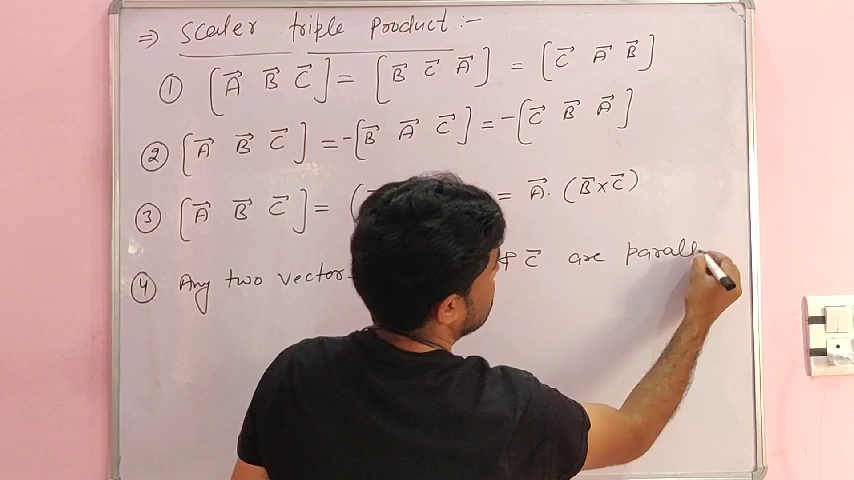 ⇒ Scaler triple product :-
① [A⃗ B⃗ C⃗] = [B⃗ C⃗ A⃗] = [C⃗ A⃗ B⃗]
② [A⃗ B⃗ C⃗] = -[B⃗ A⃗ C⃗] = -[C⃗ B⃗ A⃗]
③ [A⃗ B⃗ C⃗] = ( = A⃗. (B⃗×C⃗)
④ Any two vector & C⃗ are parall